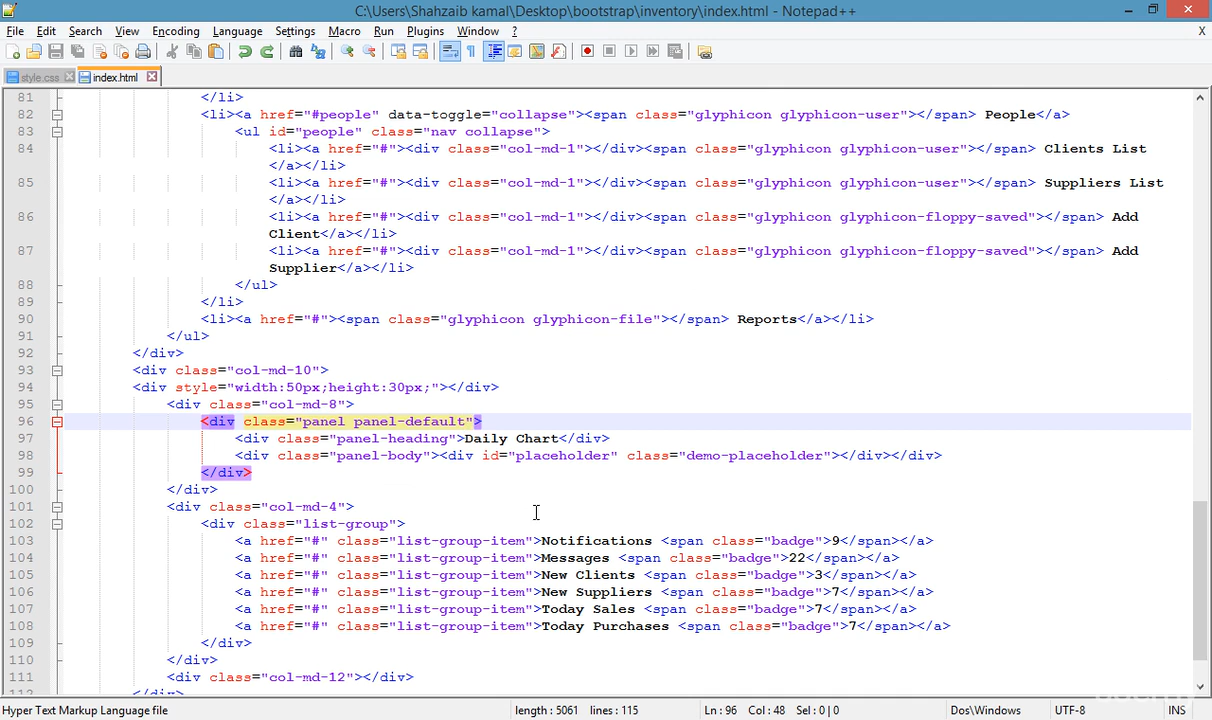 C:\Users\Shahzaib kamal\Desktop\bootstrap\inventory\index.html - Notepad++
File Edit Search View Encoding Language Settings Macro Run Plugins Window ? X
style.css index.html
81 </li>
82 <li><a href="#people" data-toggle="collapse"><span class="glyphicon glyphicon-user"></span> People</a>
83 <ul id="people" class="nav collapse">
84 <li><a href="#"><div class="col-md-1"></div><span class="glyphicon glyphicon-user"></span> Clients List
</a></li>
85 <li><a href="#"><div class="col-md-1"></div><span class="glyphicon glyphicon-user"></span> Suppliers List
</a></li>
86 <li><a href="#"><div class="col-md-1"></div><span class="glyphicon glyphicon-floppy-saved"></span> Add
Client</a></li>
87 <li><a href="#"><div class="col-md-1"></div><span class="glyphicon glyphicon-floppy-saved"></span> Add
Supplier</a></li>
88 </ul>
89 </li>
90 <li><a href="#"><span class="glyphicon glyphicon-file"></span> Reports</a></li>
91 </ul>
92 </div>
93 <div class="col-md-10">
94 <div style="width:50px;height:30px;"></div>
95 <div class="col-md-8">
96 <div class="panel panel-default">
97 <div class="panel-heading">Daily Chart</div>
98 <div class="panel-body"><div id="placeholder" class="demo-placeholder"></div></div>
99 </div>
100 </div>
101 <div class="col-md-4">
102 <div class="list-group">
103 <a href="#" class="list-group-item">Notifications <span class="badge">9</span></a>
104 <a href="#" class="list-group-item">Messages <span class="badge">22</span></a>
105 <a href="#" class="list-group-item">New Clients <span class="badge">3</span></a>
106 <a href="#" class="list-group-item">New Suppliers <span class="badge">7</span></a>
107 <a href="#" class="list-group-item">Today Sales <span class="badge">7</span></a>
108 <a href="#" class="list-group-item">Today Purchases <span class="badge">7</span></a>
109 </div>
110 </div>
111 <div class="col-md-12"></div>
112 </div>
Hyper Text Markup Language file length : 5061 lines : 115 Ln : 96 Col : 48 Sel : 0 | 0 Dos\Windows UTF-8 INS